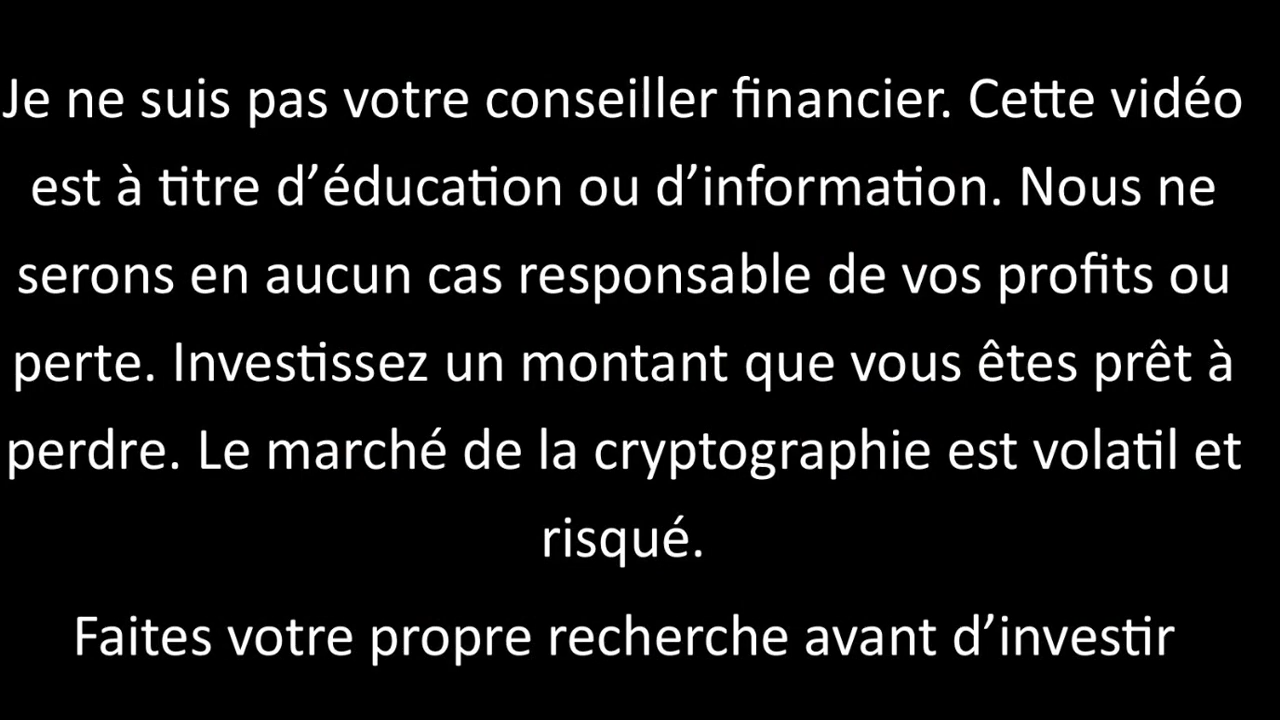 Je ne suis pas votre conseiller financier. Cette vidéo
est à titre d’éducation ou d’information. Nous ne
serons en aucun cas responsable de vos profits ou
perte. Investissez un montant que vous êtes prêt à
perdre. Le marché de la cryptographie est volatil et
risqué.
Faites votre propre recherche avant d’investir